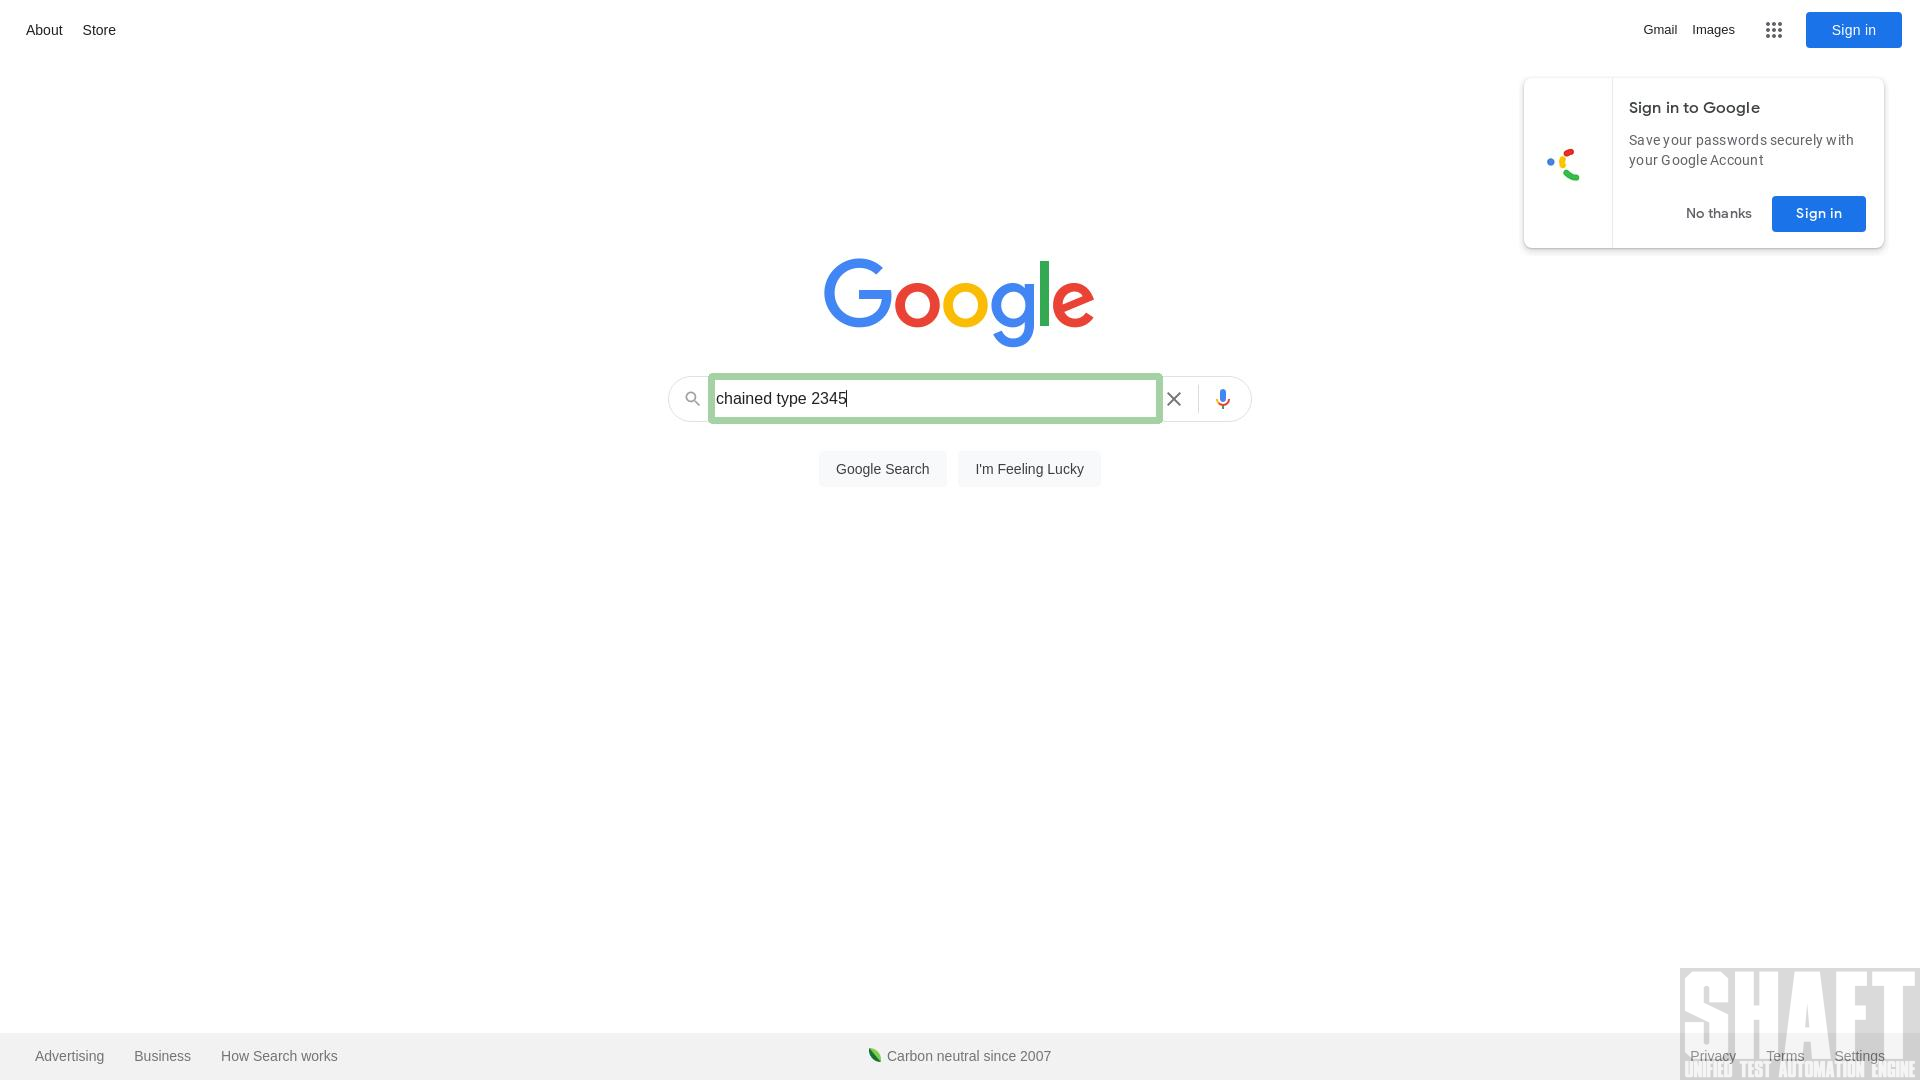 About Store
Gmail Images Sign in
Sign in to Google
Save your passwords securely with
your Google Account
No thanks Sign in
Google
chained type 2345
Google Search I'm Feeling Lucky
Advertising Business How Search works Carbon neutral since 2007 Privacy Terms Settings
SHAFT
UNIFIED TEST AUTOMATION ENGINE